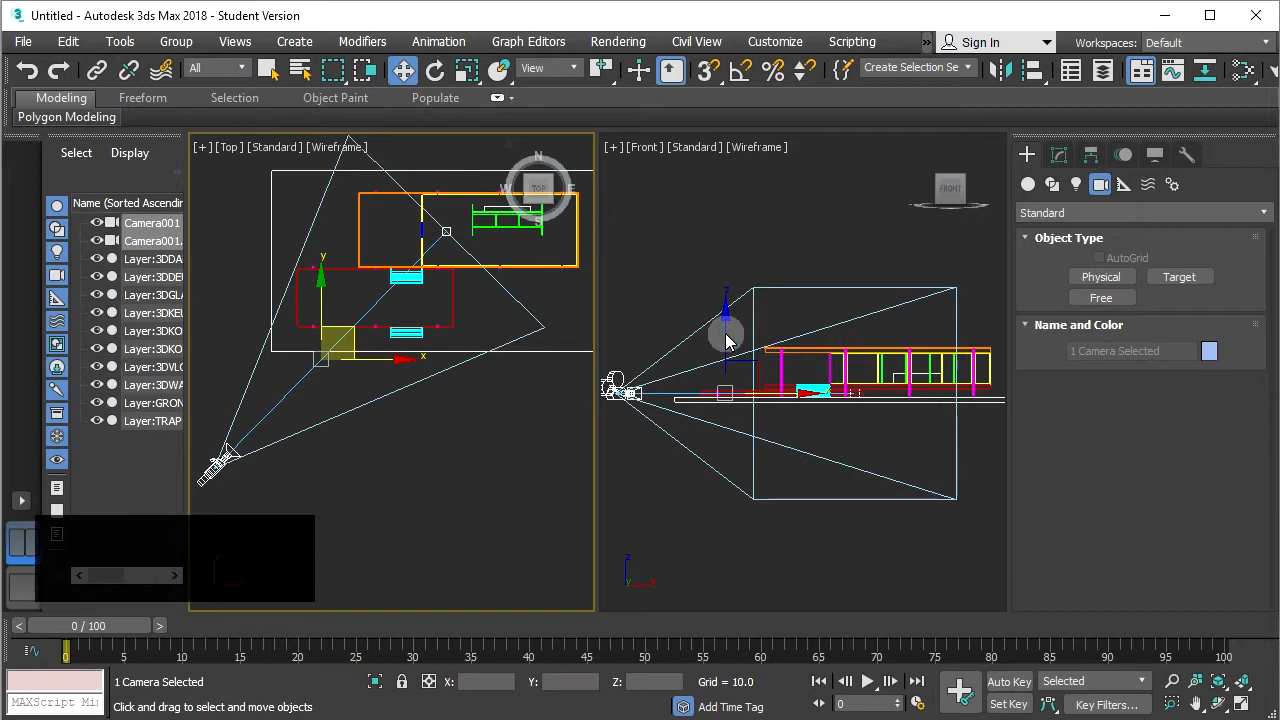 Untitled - Autodesk 3ds Max 2018 - Student Version
File Edit Tools Group Views Create Modifiers Animation Graph Editors Rendering Civil View Customize Scripting » Sign In Workspaces: Default
All View Create Selection Se
Modeling Freeform Selection Object Paint Populate
Polygon Modeling
Select Display
[+] [Top] [Standard] [Wireframe]
[+] [Front] [Standard] [Wireframe]
N
W TOP E
S
FRONT
Name (Sorted Ascending
Camera001
Camera001.
Layer:3DDA
Layer:3DDE
Layer:3DGL
Layer:3DKE
Layer:3DKO
Layer:3DKO
Layer:3DVL
Layer:3DWA
Layer:GRON
Layer:TRAP
y
x
z
z
y x
Standard
Object Type
AutoGrid
Physical Target
Free
Name and Color
1 Camera Selected
0 / 100
0 5 10 15 20 25 30 35 40 45 50 55 60 65 70 75 80 85 90 95 100
1 Camera Selected X: Y: Z: Grid = 10.0 Auto Key Selected
MAXScript Mi Click and drag to select and move objects Add Time Tag 0 Set Key Key Filters...